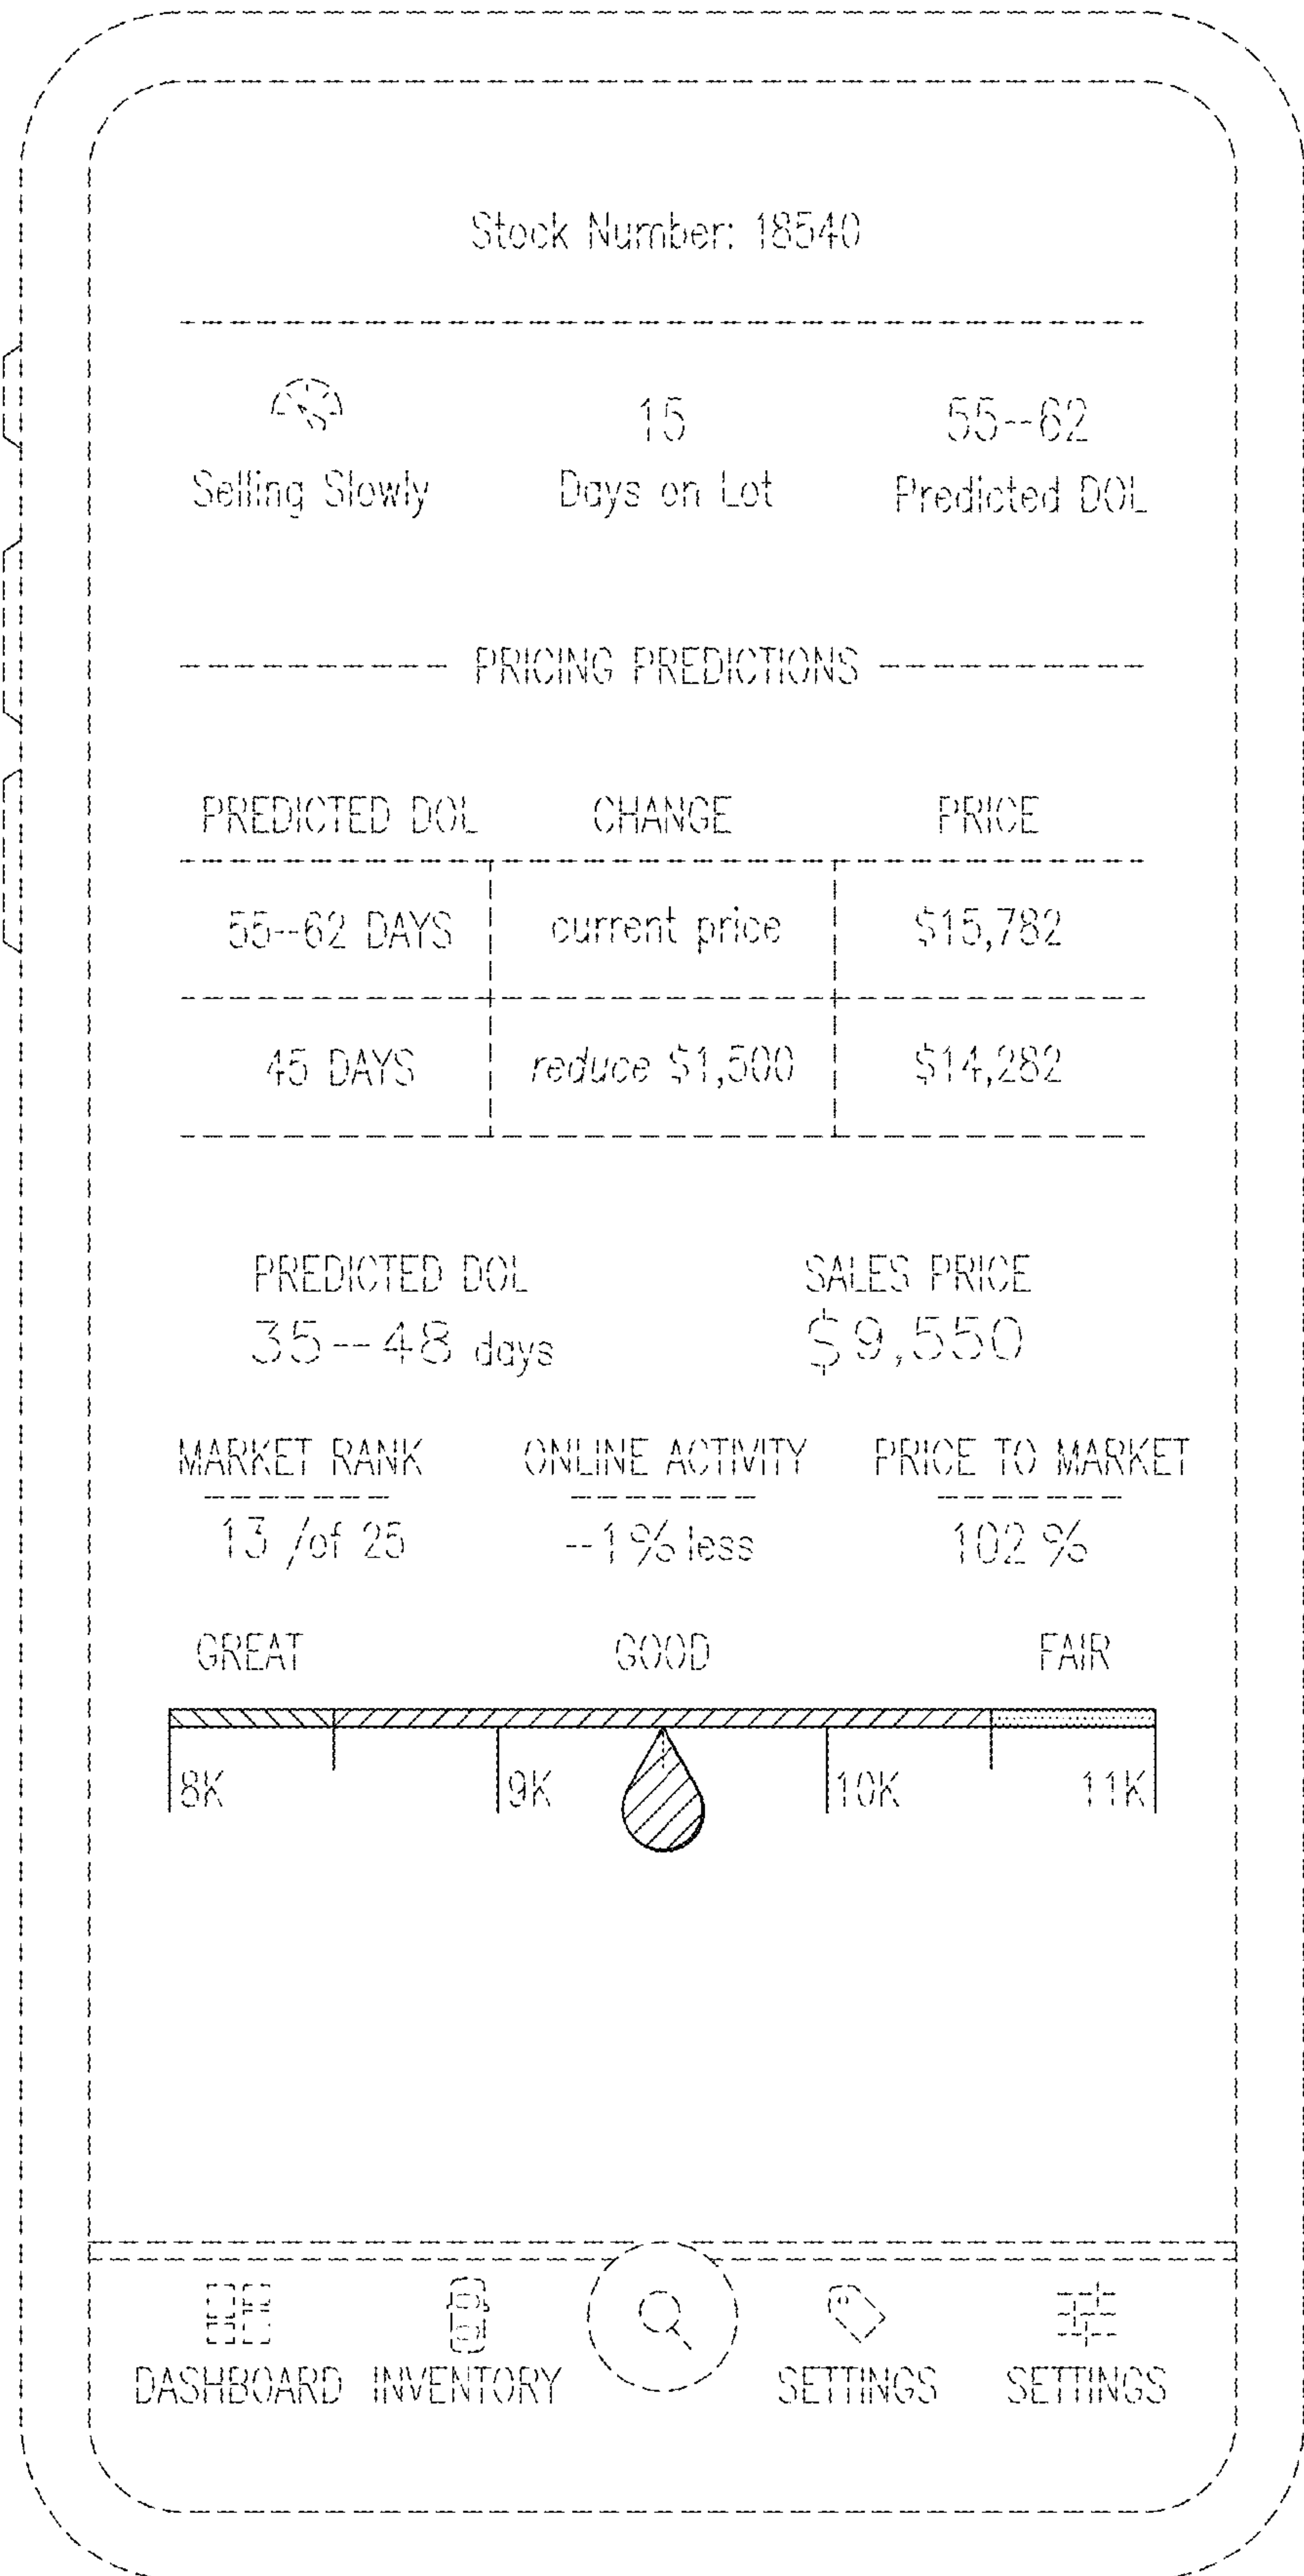 Stock Number: 18540
15 55--62
Selling Slowly Days on Lot Predicted DOL
PRICING PREDICTIONS
PREDICTED DOL CHANGE PRICE
55--62 DAYS current price $15,782
45 DAYS reduce $1,500 $14,282
PREDICTED DOL SALES PRICE
35--48 days $9,550
MARKET RANK ONLINE ACTIVITY PRICE TO MARKET
13 /of 25 --1% less 102%
GREAT GOOD FAIR
8K 9K 10K 11K
DASHBOARD INVENTORY SETTINGS SETTINGS